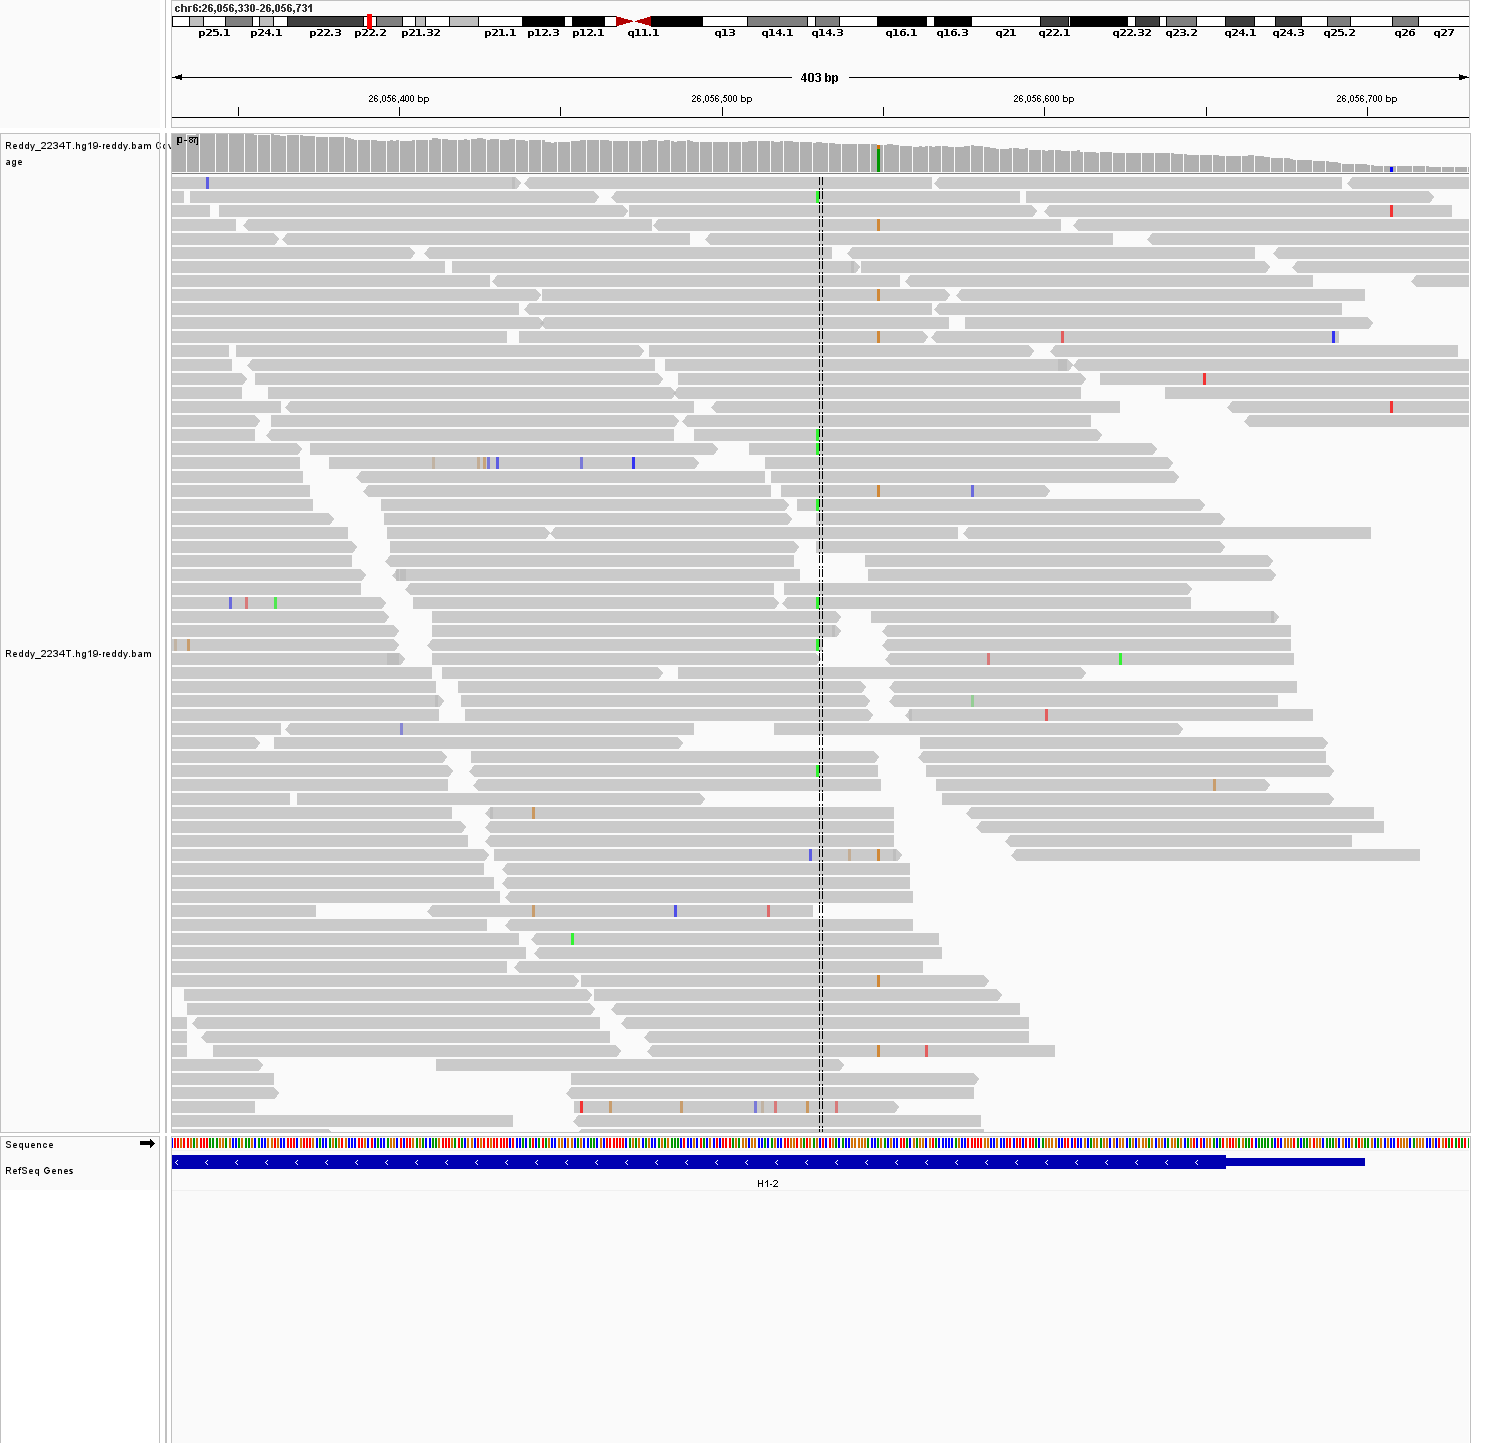 chr6:26,056,330-26,056,731
p25.1 p24.1 p22.3 p22.2 p21.32 p21.1 p12.3 p12.1 q11.1 q13 q14.1 q14.3 q16.1 q16.3 q21 q22.1 q22.32 q23.2 q24.1 q24.3 q25.2 q26 q27
403 bp
26,056,400 bp 26,056,500 bp 26,056,600 bp 26,056,700 bp
[0 - 87]
Reddy_2234T.hg19-reddy.bam Cov
age
Reddy_2234T.hg19-reddy.bam
Sequence
RefSeq Genes
H1-2